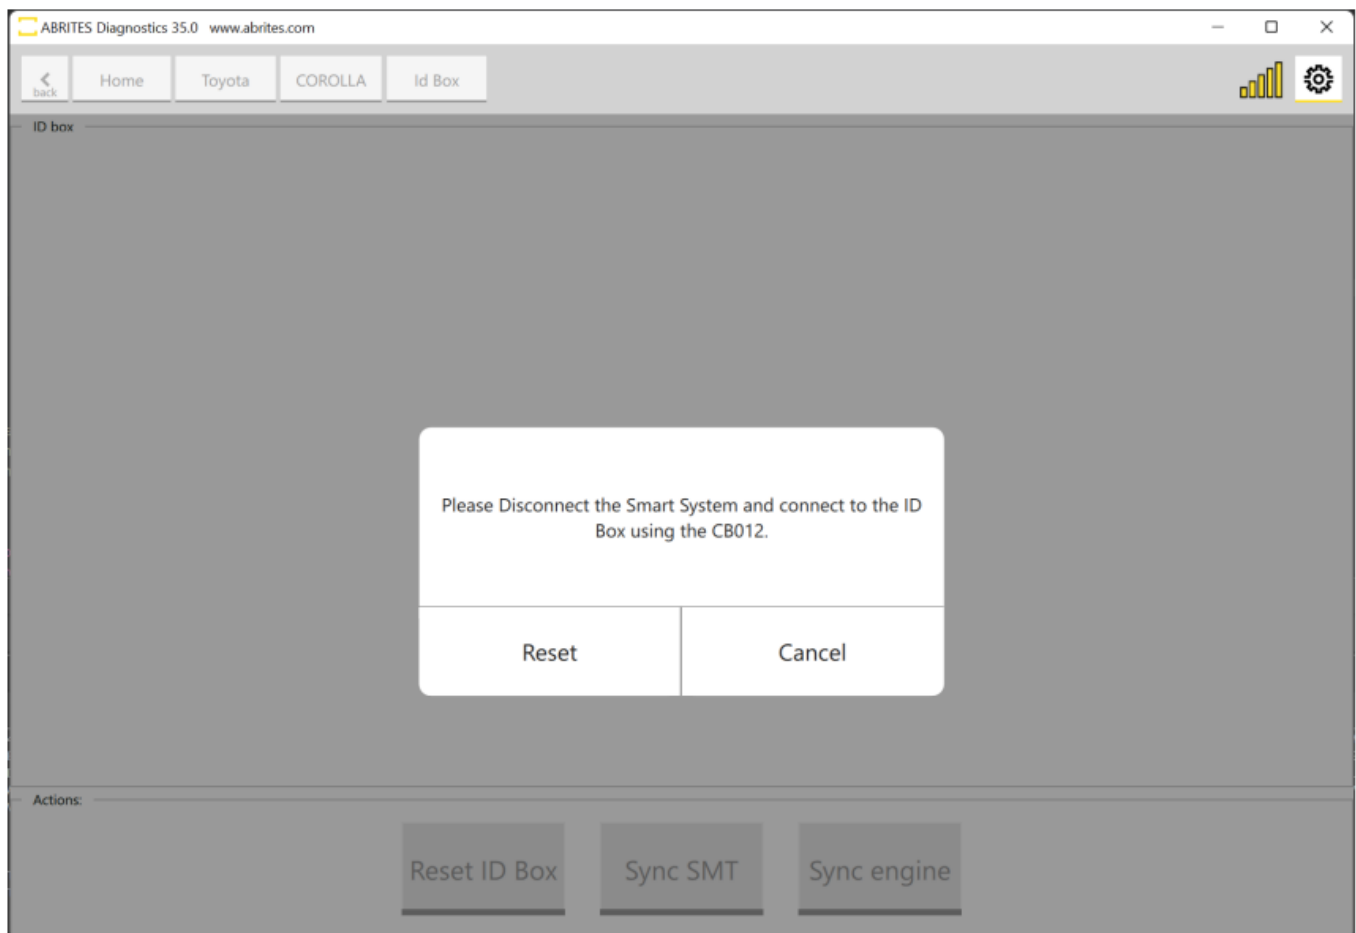 ABRITES Diagnostics 35.0 www.abrites.com
back Home Toyota COROLLA Id Box
ID box
Please Disconnect the Smart System and connect to the ID
Box using the CB012.
Reset Cancel
Actions:
Reset ID Box Sync SMT Sync engine